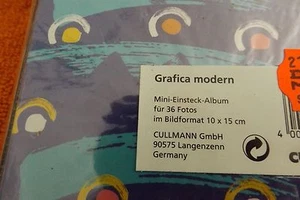 Grafica modern
Mini-Einsteck-Album
für 36 Fotos
im Bildformat 10 x 15 cm
CULLMANN GmbH
90575 Langenzenn
Germany